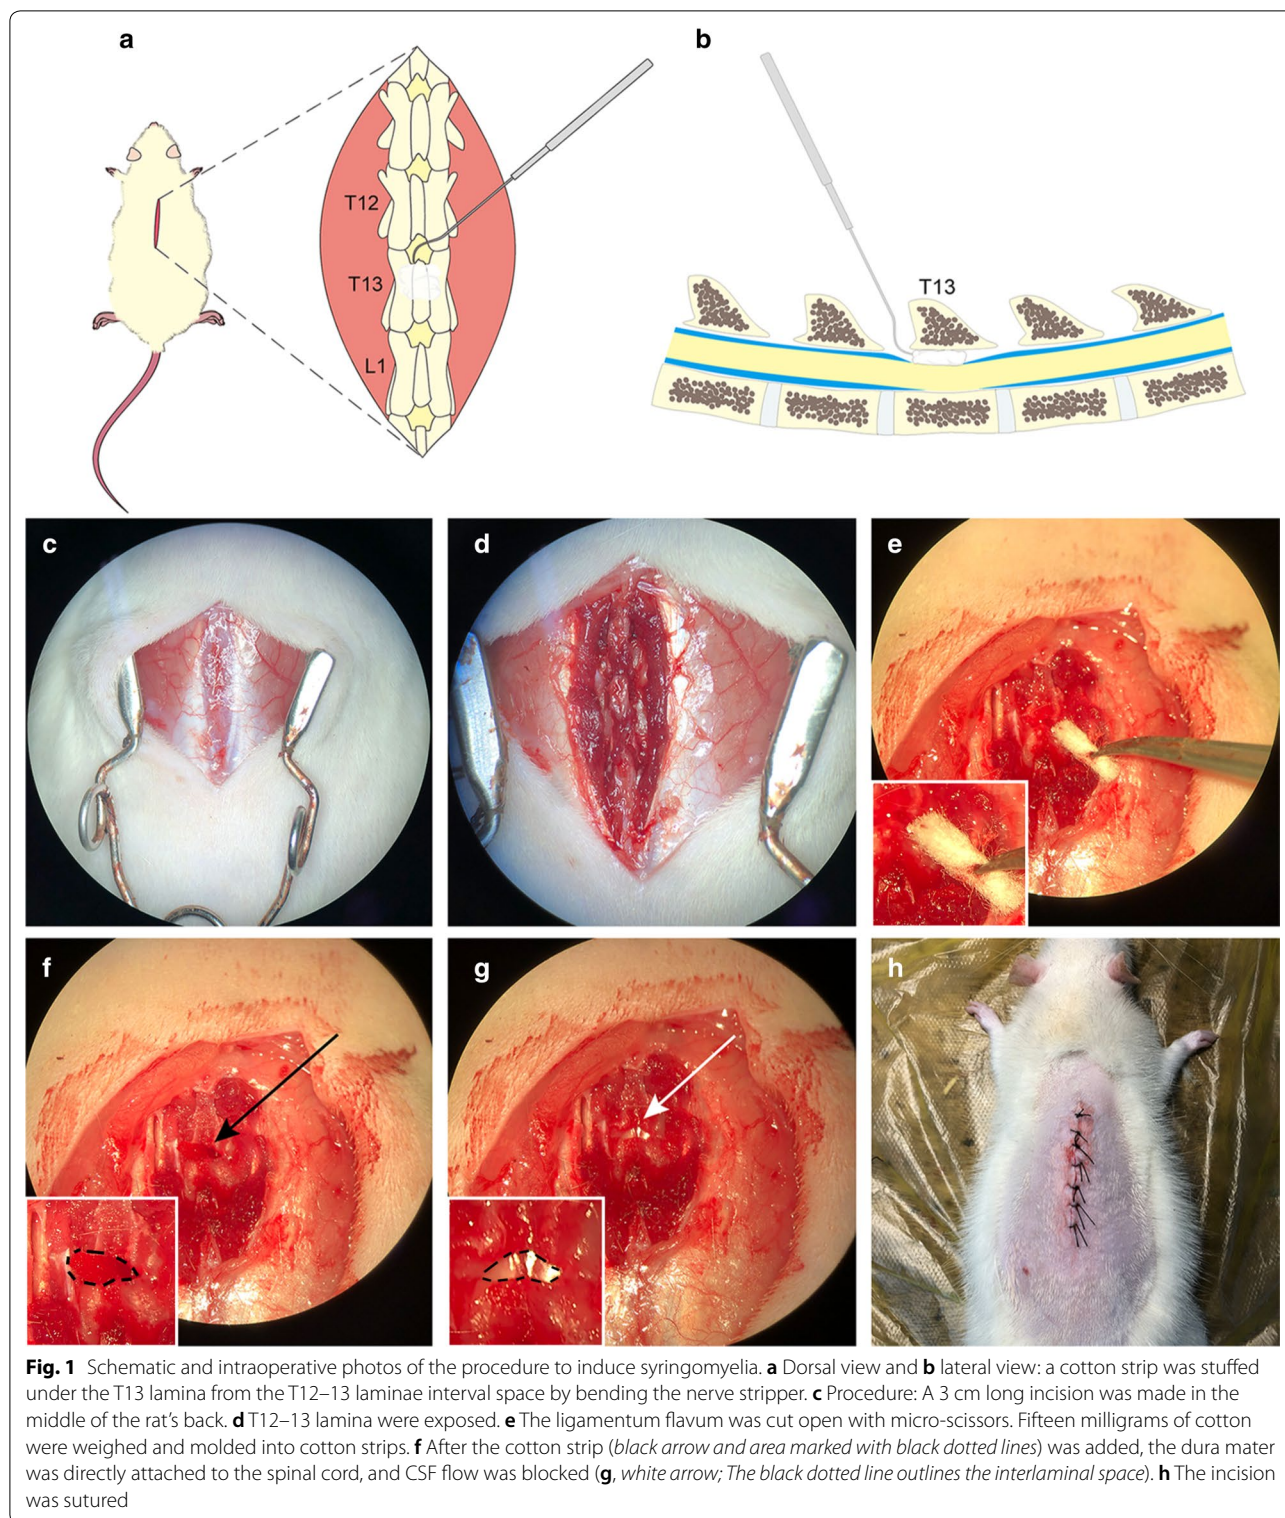 a
b
T12
T13
L1
T13
c
d
e
f
g
h
Fig. 1 Schematic and intraoperative photos of the procedure to induce syringomyelia. a Dorsal view and b lateral view: a cotton strip was stuffed
under the T13 lamina from the T12–13 laminae interval space by bending the nerve stripper. c Procedure: A 3 cm long incision was made in the
middle of the rat's back. d T12–13 lamina were exposed. e The ligamentum flavum was cut open with micro-scissors. Fifteen milligrams of cotton
were weighed and molded into cotton strips. f After the cotton strip (black arrow and area marked with black dotted lines) was added, the dura mater
was directly attached to the spinal cord, and CSF flow was blocked (g, white arrow; The black dotted line outlines the interlaminal space). h The incision
was sutured